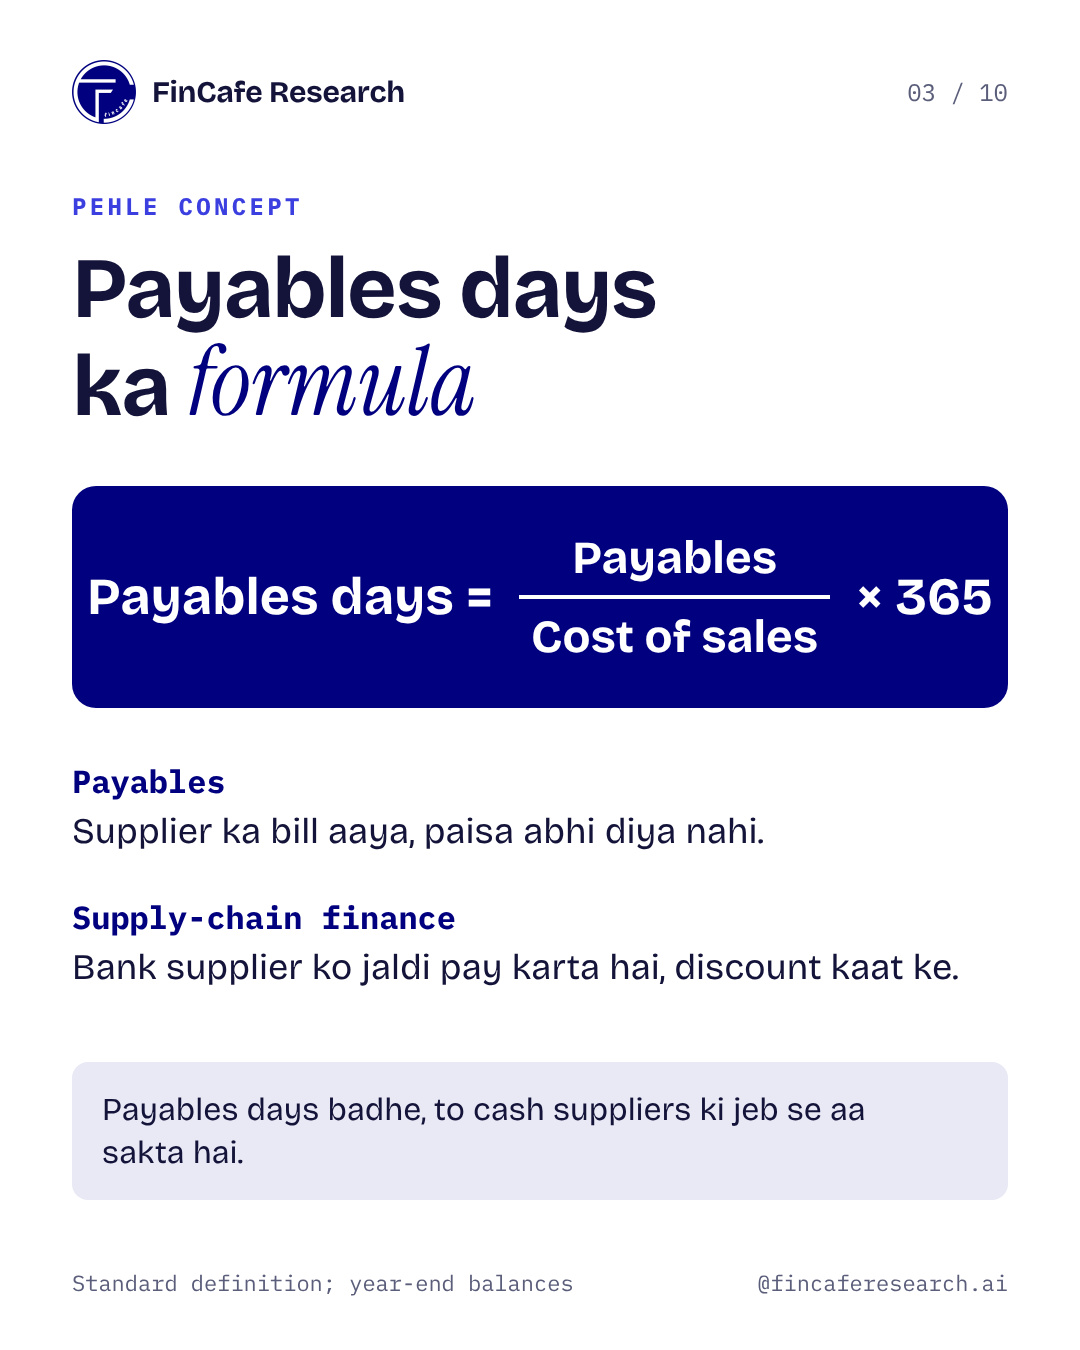 fincafe
FinCafe Research
03 / 10
PEHLE CONCEPT
Payables days
ka formula
Payables days = Payables / Cost of sales × 365
Payables
Supplier ka bill aaya, paisa abhi diya nahi.
Supply-chain finance
Bank supplier ko jaldi pay karta hai, discount kaat ke.
Payables days badhe, to cash suppliers ki jeb se aa
sakta hai.
Standard definition; year-end balances
@fincaferesearch.ai